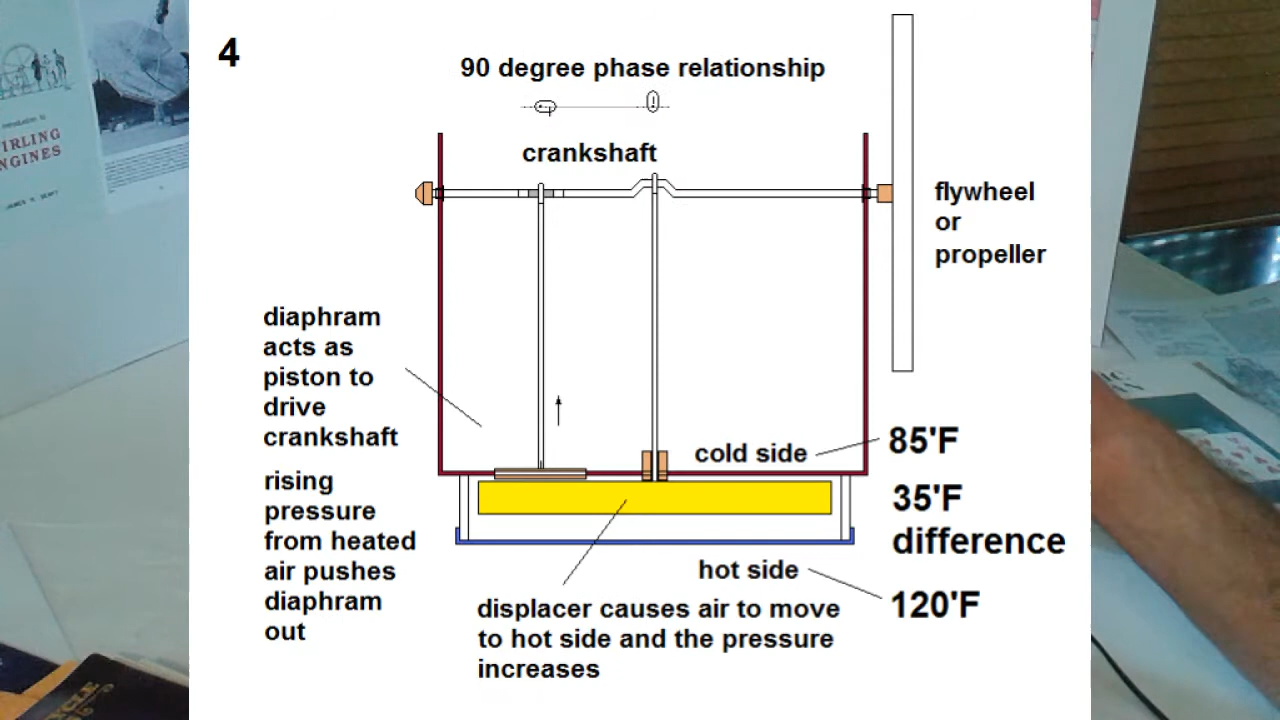 4
90 degree phase relationship
crankshaft
flywheel
or
propeller
diaphram
acts as
piston to
drive
crankshaft
cold side
85'F
35'F
difference
rising
pressure
from heated
air pushes
diaphram
out
hot side
120'F
displacer causes air to move
to hot side and the pressure
increases
ENGINES